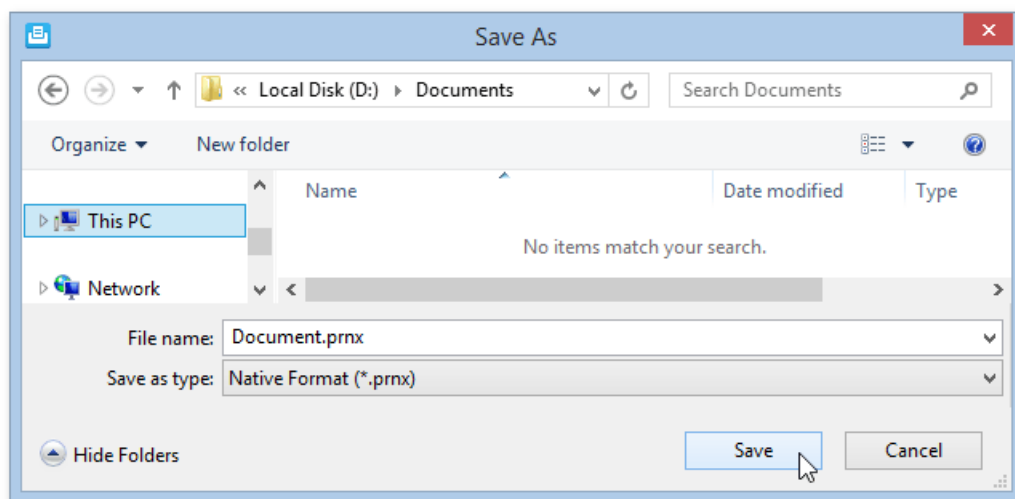 Save As
« Local Disk (D:) Documents Search Documents
Organize New folder
Name Date modified Type
This PC
No items match your search.
Network
File name: Document.prnx
Save as type: Native Format (*.prnx)
Hide Folders Save Cancel